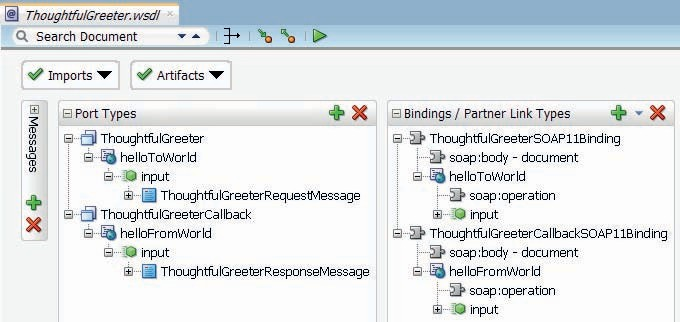 ThoughtfulGreeter.wsdl
Search Document
Imports
Artifacts
Messages
Port Types
ThoughtfulGreeter
helloToWorld
input
ThoughtfulGreeterRequestMessage
ThoughtfulGreeterCallback
helloFromWorld
input
ThoughtfulGreeterResponseMessage
Bindings / Partner Link Types
ThoughtfulGreeterSOAP11Binding
soap:body - document
helloToWorld
soap:operation
input
ThoughtfulGreeterCallbackSOAP11Binding
soap:body - document
helloFromWorld
soap:operation
input